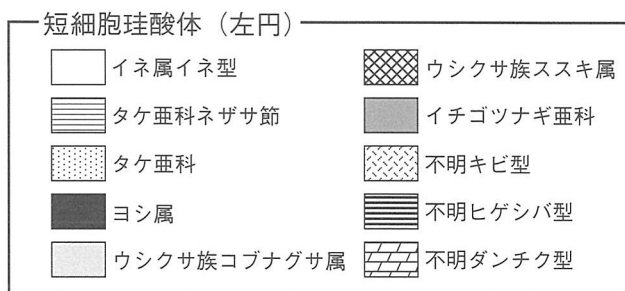 短細胞珪酸体（左円）
イネ属イネ型
タケ亜科ネザサ節
タケ亜科
ヨシ属
ウシクサ族コブナグサ属
ウシクサ族ススキ属
イチゴツナギ亜科
不明キビ型
不明ヒゲシバ型
不明ダンチク型